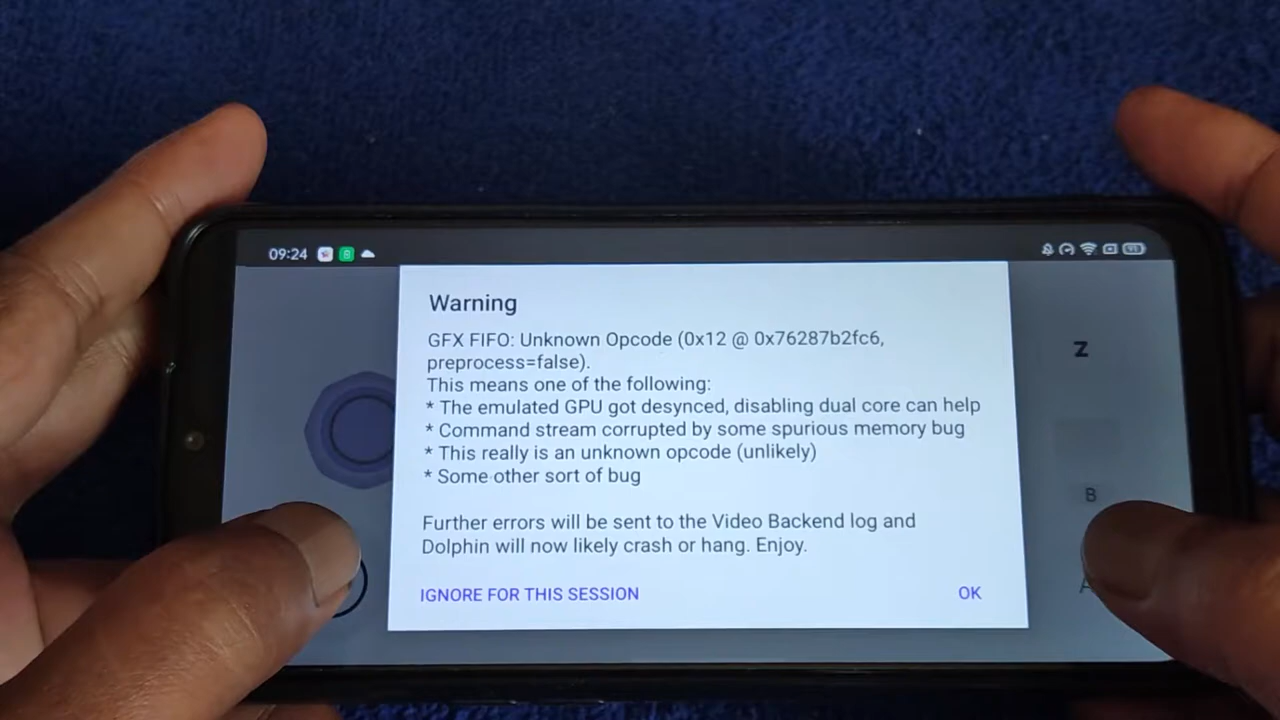 09:24
Warning
GFX FIFO: Unknown Opcode (0x12 @ 0x76287b2fc6,
preprocess=false).
This means one of the following:
* The emulated GPU got desynced, disabling dual core can help
* Command stream corrupted by some spurious memory bug
* This really is an unknown opcode (unlikely)
* Some other sort of bug
Further errors will be sent to the Video Backend log and
Dolphin will now likely crash or hang. Enjoy.
IGNORE FOR THIS SESSION
OK
Z
B
A